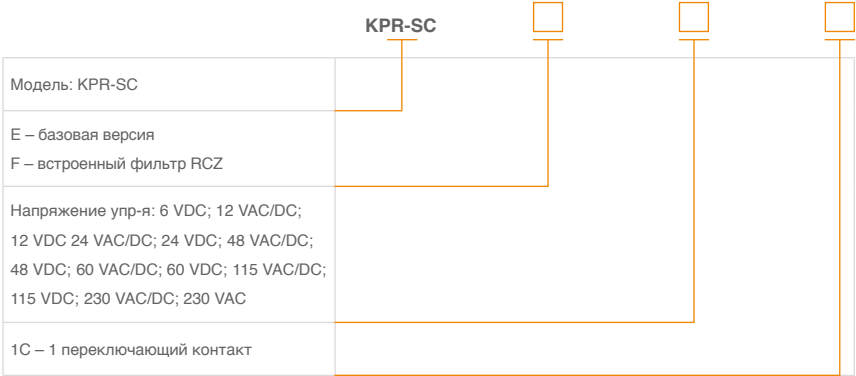 KPR-SC
Модель: KPR-SC
E – базовая версия
F – встроенный фильтр RCZ
Напряжение упр-я: 6 VDC; 12 VAC/DC;
12 VDC 24 VAC/DC; 24 VDC; 48 VAC/DC;
48 VDC; 60 VAC/DC; 60 VDC; 115 VAC/DC;
115 VDC; 230 VAC/DC; 230 VAC
1C – 1 переключающий контакт